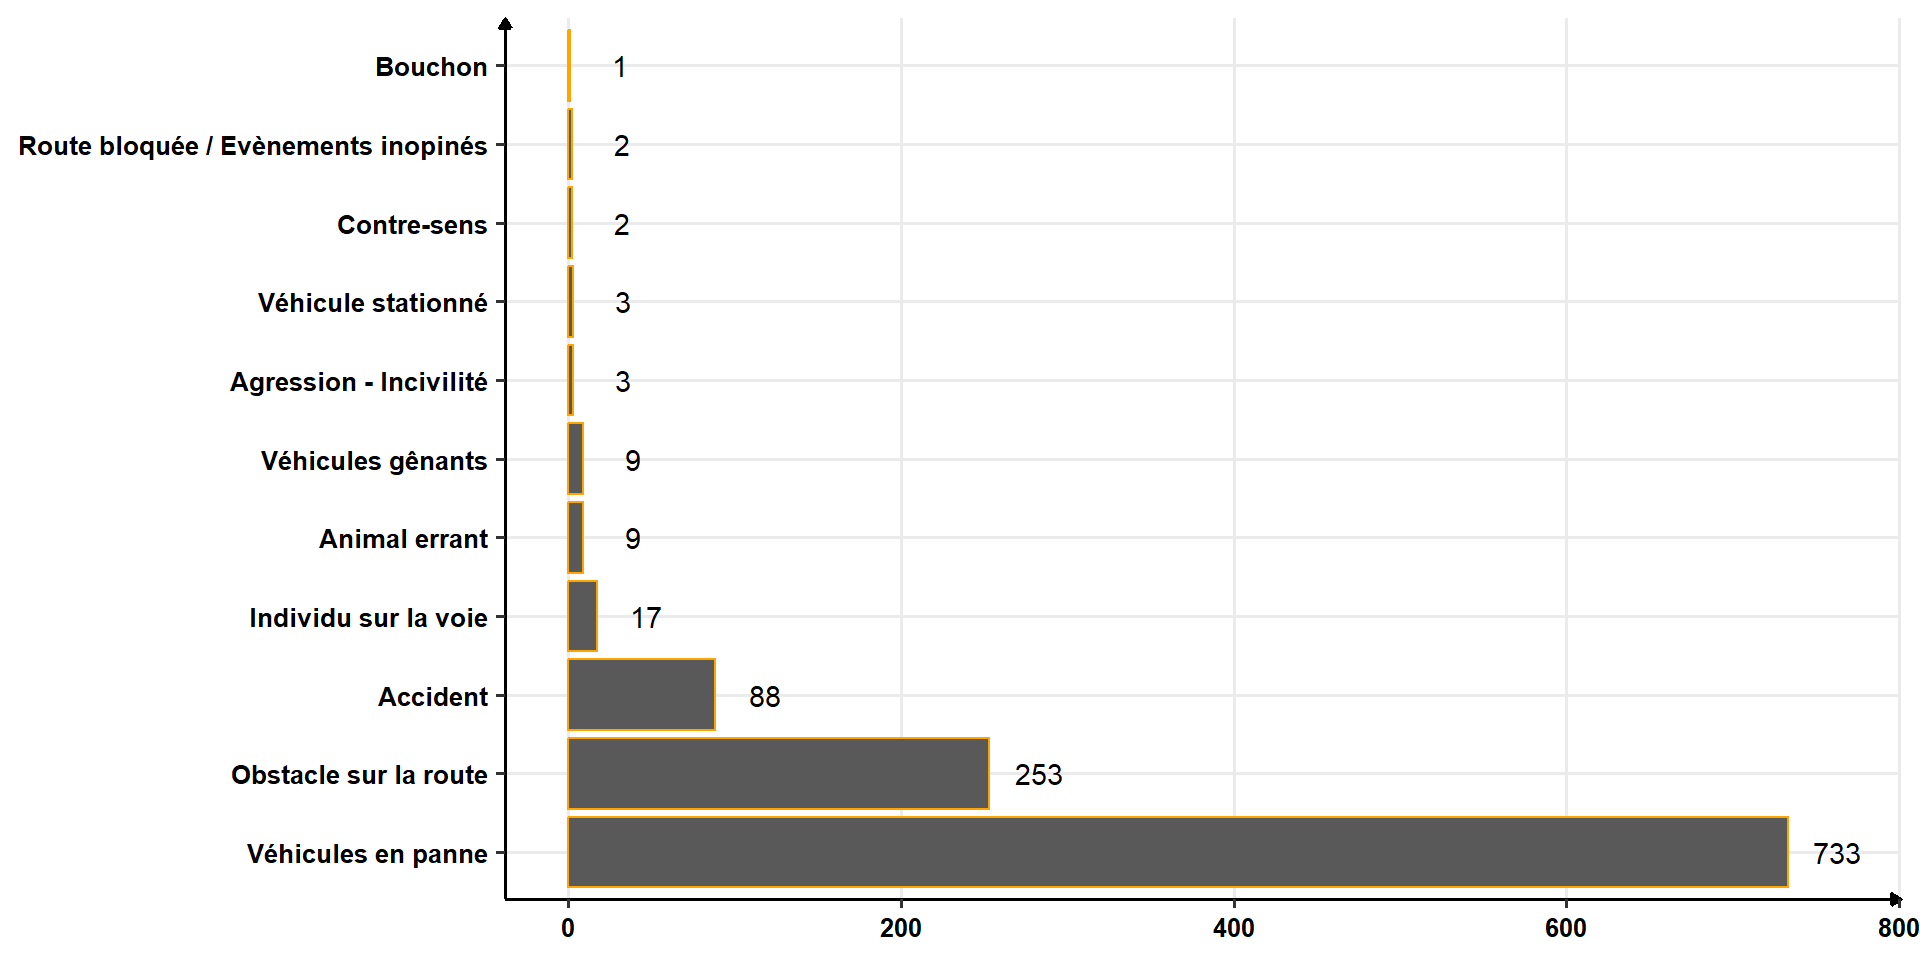 Bouchon 1
Route bloquée / Evènements inopinés 2
Contre-sens 2
Véhicule stationné 3
Agression - Incivilité 3
Véhicules gênants 9
Animal errant 9
Individu sur la voie 17
Accident 88
Obstacle sur la route 253
Véhicules en panne 733
0 200 400 600 800